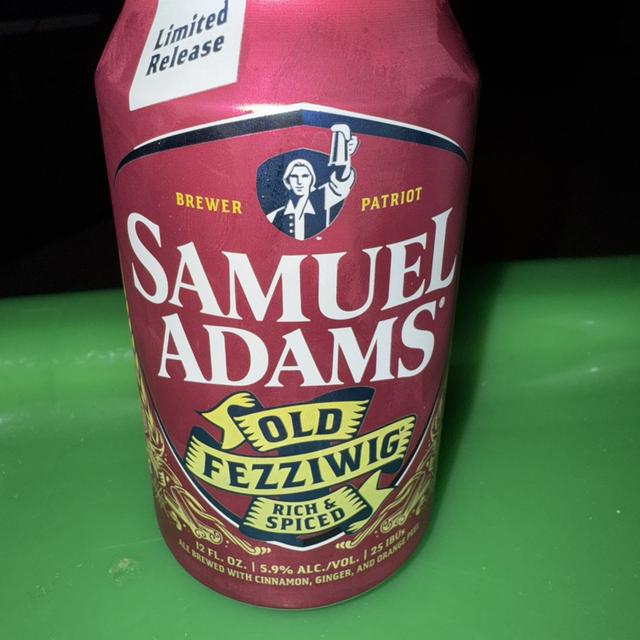 Limited
Release
BREWER PATRIOT
SAMUEL
ADAMS
OLD
FEZZIWIG
RICH &
SPICED
12 FL. OZ. | 5.9% ALC./VOL. | 25 IBUs
ALE BREWED WITH CINNAMON, GINGER, AND ORANGE PEEL